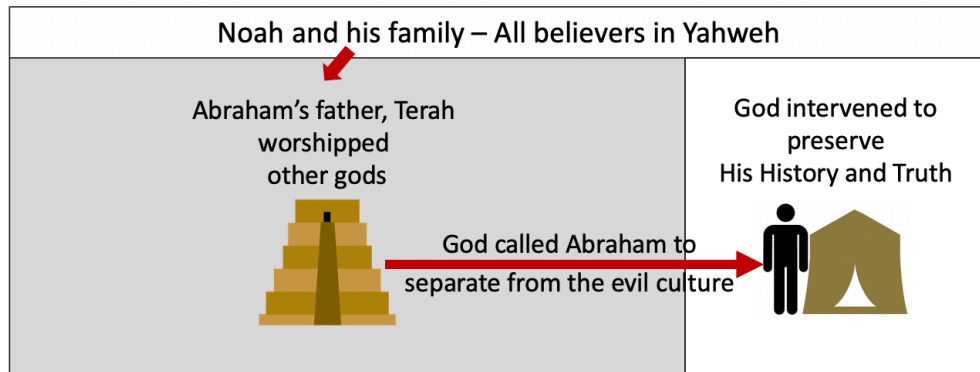 Noah and his family – All believers in Yahweh
Abraham’s father, Terah
worshipped
other gods
God intervened to
preserve
His History and Truth
God called Abraham to
separate from the evil culture